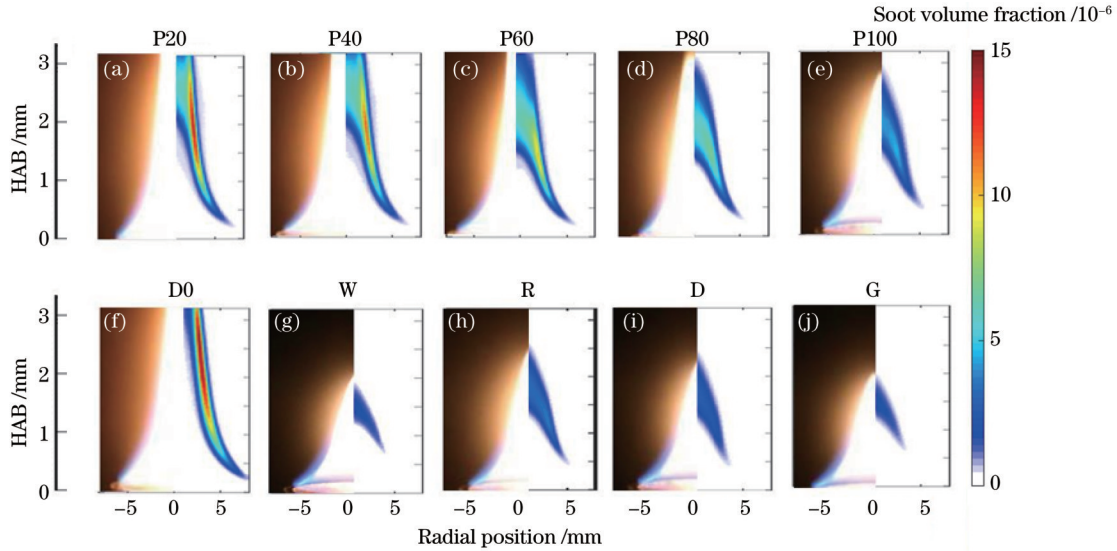 Soot volume fraction /10⁻⁶
P20 P40 P60 P80 P100
3 (a) (b) (c) (d) (e) 15
2
HAB /mm
1 10
0
D0 W R D G
3 (f) (g) (h) (i) (j) 5
2
HAB /mm
1
0 0
−5 0 5 −5 0 5 −5 0 5 −5 0 5 −5 0 5
Radial position /mm